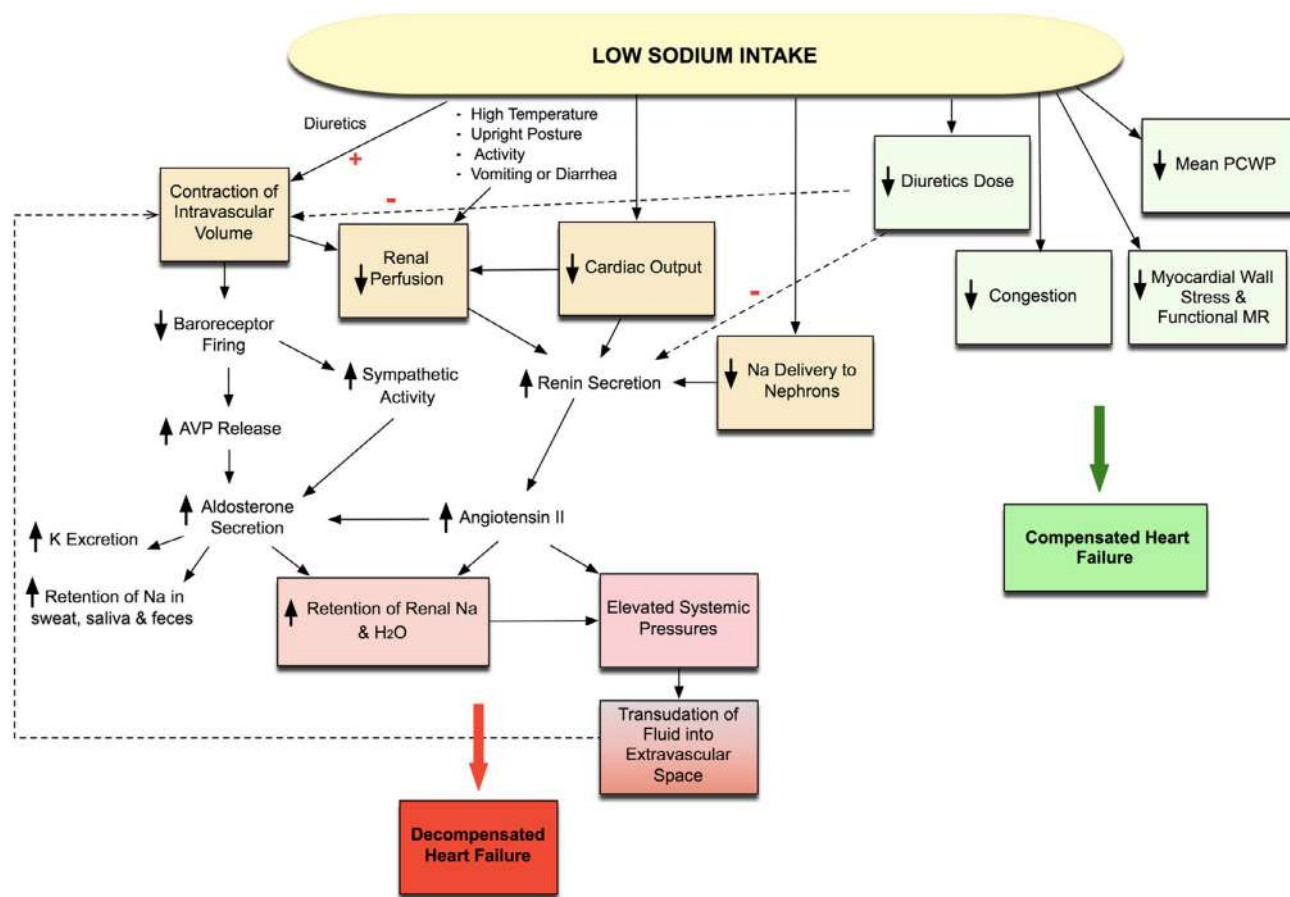 LOW SODIUM INTAKE
Diuretics
+
- High Temperature
- Upright Posture
- Activity
- Vomiting or Diarrhea
Contraction of
Intravascular
Volume
-
↓ Renal
Perfusion
↓ Cardiac Output
↓ Diuretics Dose
↓ Mean PCWP
↓ Congestion
↓ Myocardial Wall
Stress &
Functional MR
-
↓ Baroreceptor
Firing
↑ Sympathetic
Activity
↑ Renin Secretion
↓ Na Delivery to
Nephrons
↑ AVP Release
↑ Aldosterone
Secretion
↑ Angiotensin II
↑ K Excretion
↑ Retention of Na in
sweat, saliva & feces
↑ Retention of Renal Na
& H₂O
Elevated Systemic
Pressures
Transudation of
Fluid into
Extravascular
Space
Compensated Heart
Failure
Decompensated
Heart Failure